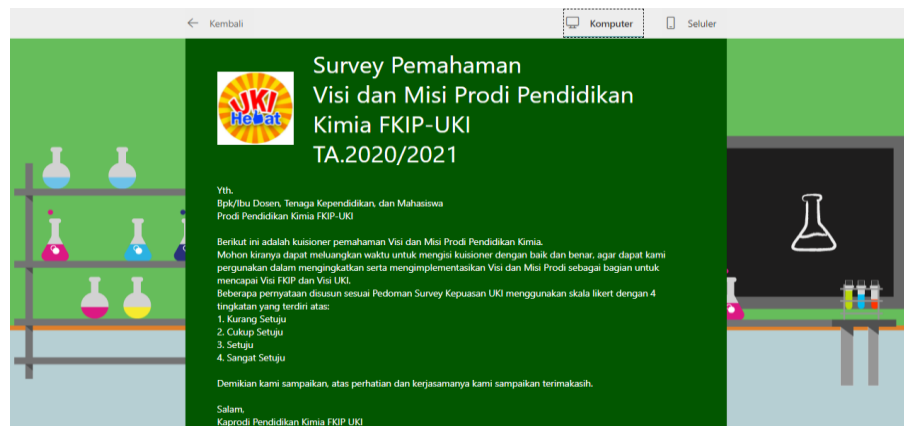 Kembali
Komputer
Seluler
UKI
Hebat
Survey Pemahaman
Visi dan Misi Prodi Pendidikan
Kimia FKIP-UKI
TA.2020/2021
Yth.
Bpk/Ibu Dosen, Tenaga Kependidikan, dan Mahasiswa
Prodi Pendidikan Kimia FKIP-UKI
Berikut ini adalah kuisioner pemahaman Visi dan Misi Prodi Pendidikan Kimia.
Mohon kiranya dapat meluangkan waktu untuk mengisi kuisioner dengan baik dan benar, agar dapat kami
pergunakan dalam mengingkatkan serta mengimplementasikan Visi dan Misi Prodi sebagai bagian untuk
mencapai Visi FKIP dan Visi UKI.
Beberapa pernyataan disusun sesuai Pedoman Survey Kepuasan UKI menggunakan skala likert dengan 4
tingkatan yang terdiri atas:
1. Kurang Setuju
2. Cukup Setuju
3. Setuju
4. Sangat Setuju
Demikian kami sampaikan, atas perhatian dan kerjasamanya kami sampaikan terimakasih.
Salam,
Kaprodi Pendidikan Kimia FKIP UKI